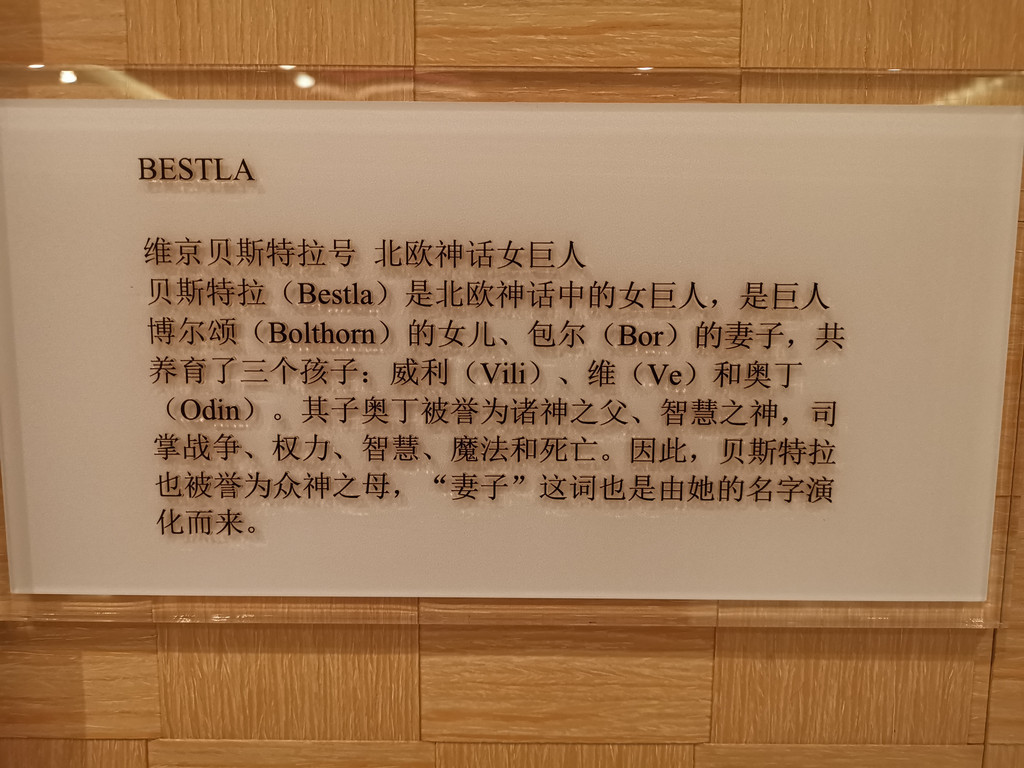 BESTLA
维京贝斯特拉号 北欧神话女巨人
贝斯特拉（Bestla）是北欧神话中的女巨人，是巨人
博尔颂（Bolthorn）的女儿、包尔（Bor）的妻子，共
养育了三个孩子：威利（Vili）、维（Ve）和奥丁
（Odin）。其子奥丁被誉为诸神之父、智慧之神，司
掌战争、权力、智慧、魔法和死亡。因此，贝斯特拉
也被誉为众神之母，“妻子”这词也是由她的名字演
化而来。